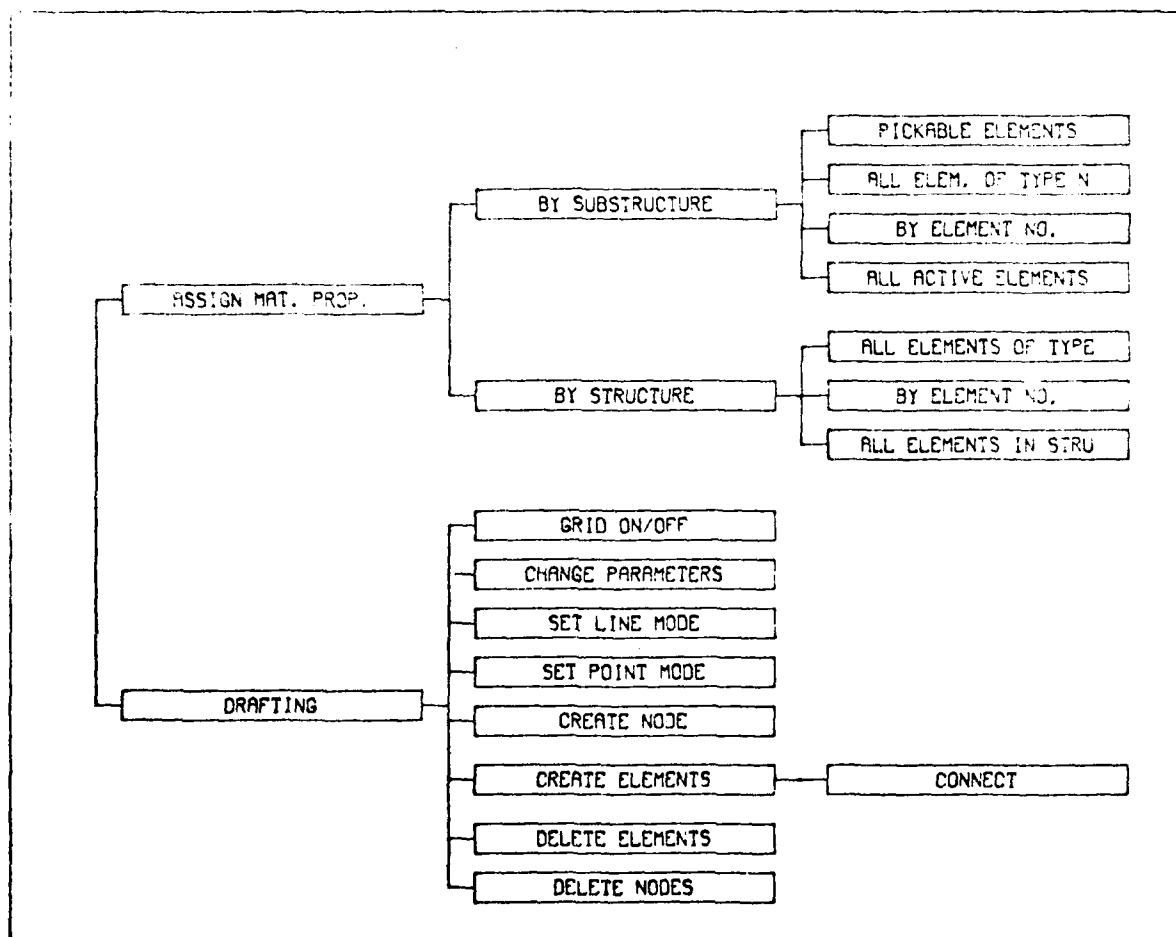 PICKABLE ELEMENTS
ALL ELEM. OF TYPE N
BY SUBSTRUCTURE
BY ELEMENT NO.
ALL ACTIVE ELEMENTS
ASSIGN MAT. PROP.
ALL ELEMENTS OF TYPE
BY STRUCTURE
BY ELEMENT NO.
ALL ELEMENTS IN STRU
GRID ON/OFF
CHANGE PARAMETERS
SET LINE MODE
SET POINT MODE
DRAFTING
CREATE NODE
CREATE ELEMENTS
CONNECT
DELETE ELEMENTS
DELETE NODES